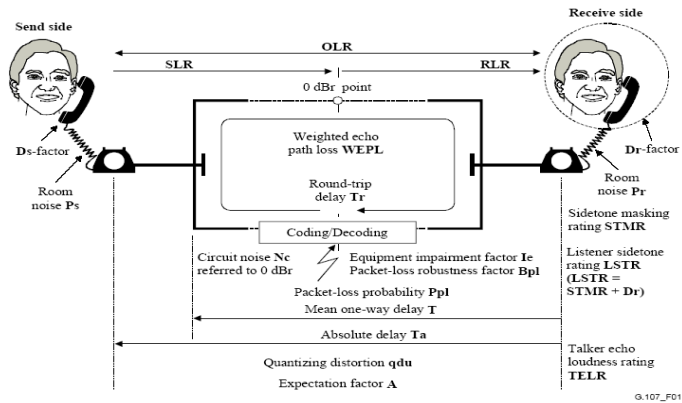 Send side
Receive side
OLR
SLR
RLR
0 dBr point
Weighted echo
path loss WEPL
Ds-factor
Dr-factor
Room
noise Ps
Room
noise Pr
Round-trip
delay Tr
Coding/Decoding
Sidetone masking
rating STMR
Circuit noise Nc
referred to 0 dBr
Equipment impairment factor Ie
Packet-loss robustness factor Bpl
Listener sidetone
rating LSTR
(LSTR =
STMR + Dr)
Packet-loss probability Ppl
Mean one-way delay T
Absolute delay Ta
Quantizing distortion qdu
Expectation factor A
Talker echo
loudness rating
TELR
G.107_F01